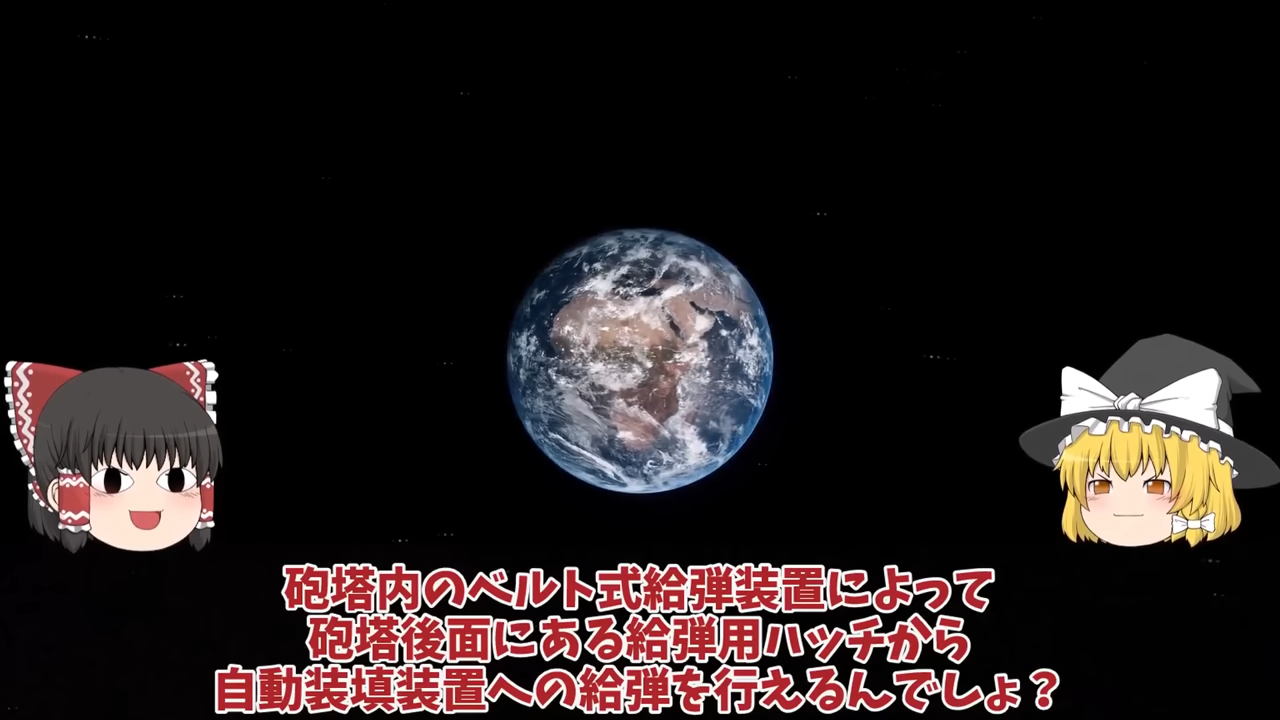 砲塔内のベルト式給弾装置によって
砲塔後面にある給弾用ハッチから
自動装填装置への給弾を行えるんでしょ？